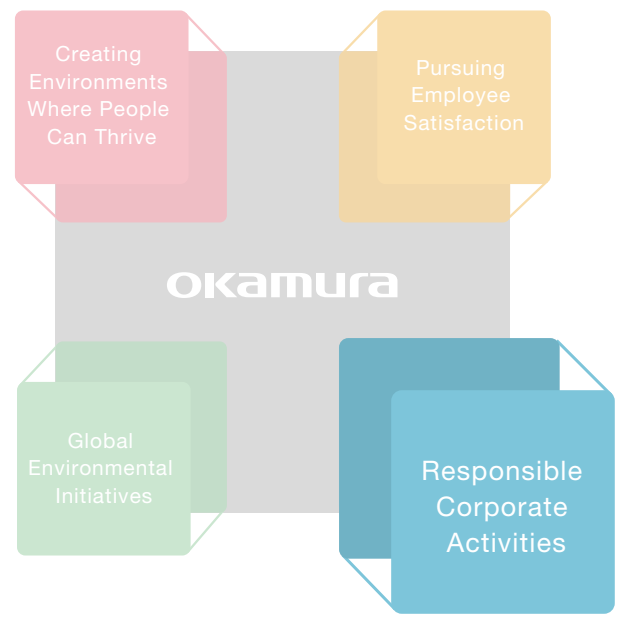 Creating
Environments
Where People
Can Thrive
Pursuing
Employee
Satisfaction
okamura
Global
Environmental
Initiatives
Responsible
Corporate
Activities